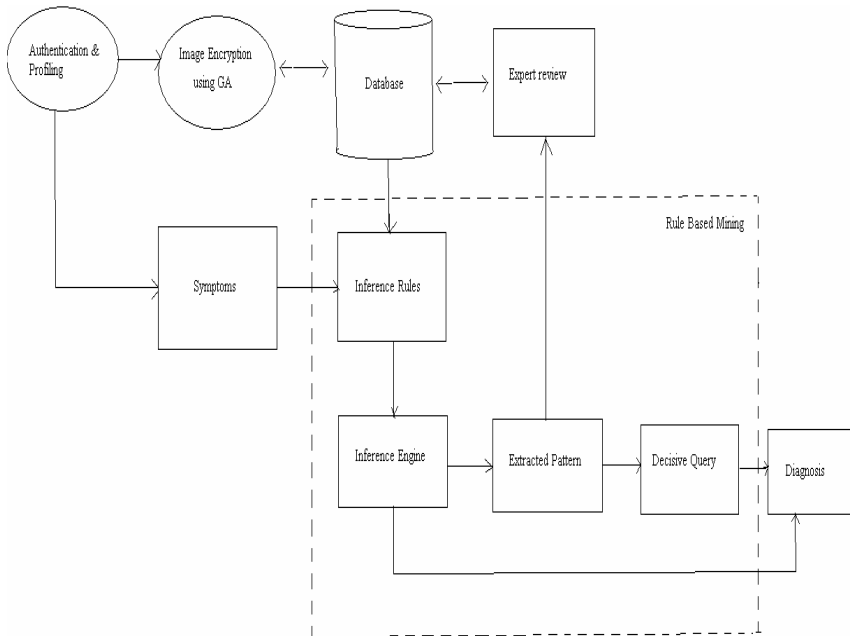 Authentication &
Profiling
Image Encryption
using GA
Database
Expert review
Rule Based Mining
Symptoms
Inference Rules
Inference Engine
Extracted Pattern
Decisive Query
Diagnosis